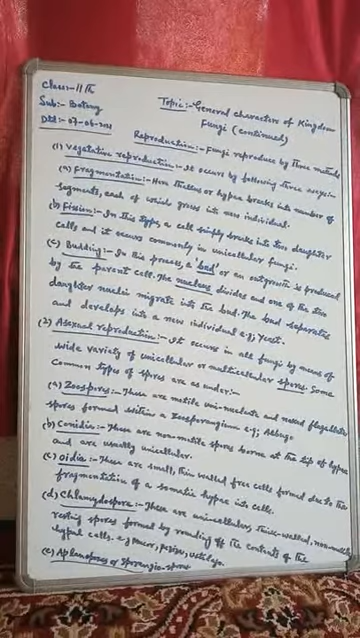 Class:-11th
Sub:- Botany
Topic:- General characters of Kingdom
Dtd:- 07-06-2021
Fungi (continued)
Reproduction:- Fungi reproduce by three methods
(1) Vegetative reproduction:- It occurs by following three ways:-
(a) Fragmentation:- Here thallus or hypha breaks into number of
segments, each of which grows into new individual.
(b) Fission:- In this type, a cell simply breaks into two daughter
cells and it occurs commonly in unicellular fungi.
(c) Budding:- In this process, a 'bud' or an outgrowth is produced
by the parent cell. The nucleus divides and one of the two
daughter nuclei migrate into the bud. The bud separates
and develops into a new individual e.g; Yeast.
(2) Asexual reproduction:- It occurs in all fungi by means of
wide variety of unicellular or multicellular spores. Some
common types of spores are as under:-
(a) Zoospores:- These are motile uni-nucleate and naked flagellate
spores formed within a Zoosporangium e.g; Albugo
(b) Conidia:- These are non-motile spores borne at the tip of hyphae
and are usually unicellular.
(c) Oidia:- These are small, thin walled free cells formed due to the
fragmentation of a somatic hypha into cells.
(d) Chlamydospore:- These are unicellular, thick-walled, non-motile
resting spores formed by rounding off the contents of the
hyphal cells. e.g Mucor,
(e) Aplanospores or Sporangio-spores